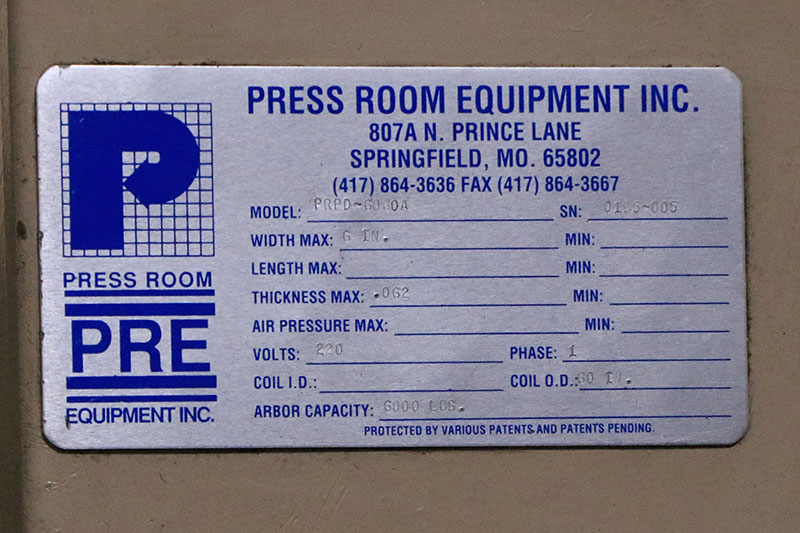 PRESS ROOM
PRE
EQUIPMENT INC.
PRESS ROOM EQUIPMENT INC.
807A N. PRINCE LANE
SPRINGFIELD, MO. 65802
(417) 864-3636 FAX (417) 864-3667
MODEL: PRPD-6060A SN: 0195-005
WIDTH MAX: 6 IN. MIN:
LENGTH MAX: MIN:
THICKNESS MAX: .062 MIN:
AIR PRESSURE MAX: MIN:
VOLTS: 220 PHASE: 1
COIL I.D.: COIL O.D.: 60 IN.
ARBOR CAPACITY: 6000 LBS.
PROTECTED BY VARIOUS PATENTS AND PATENTS PENDING.